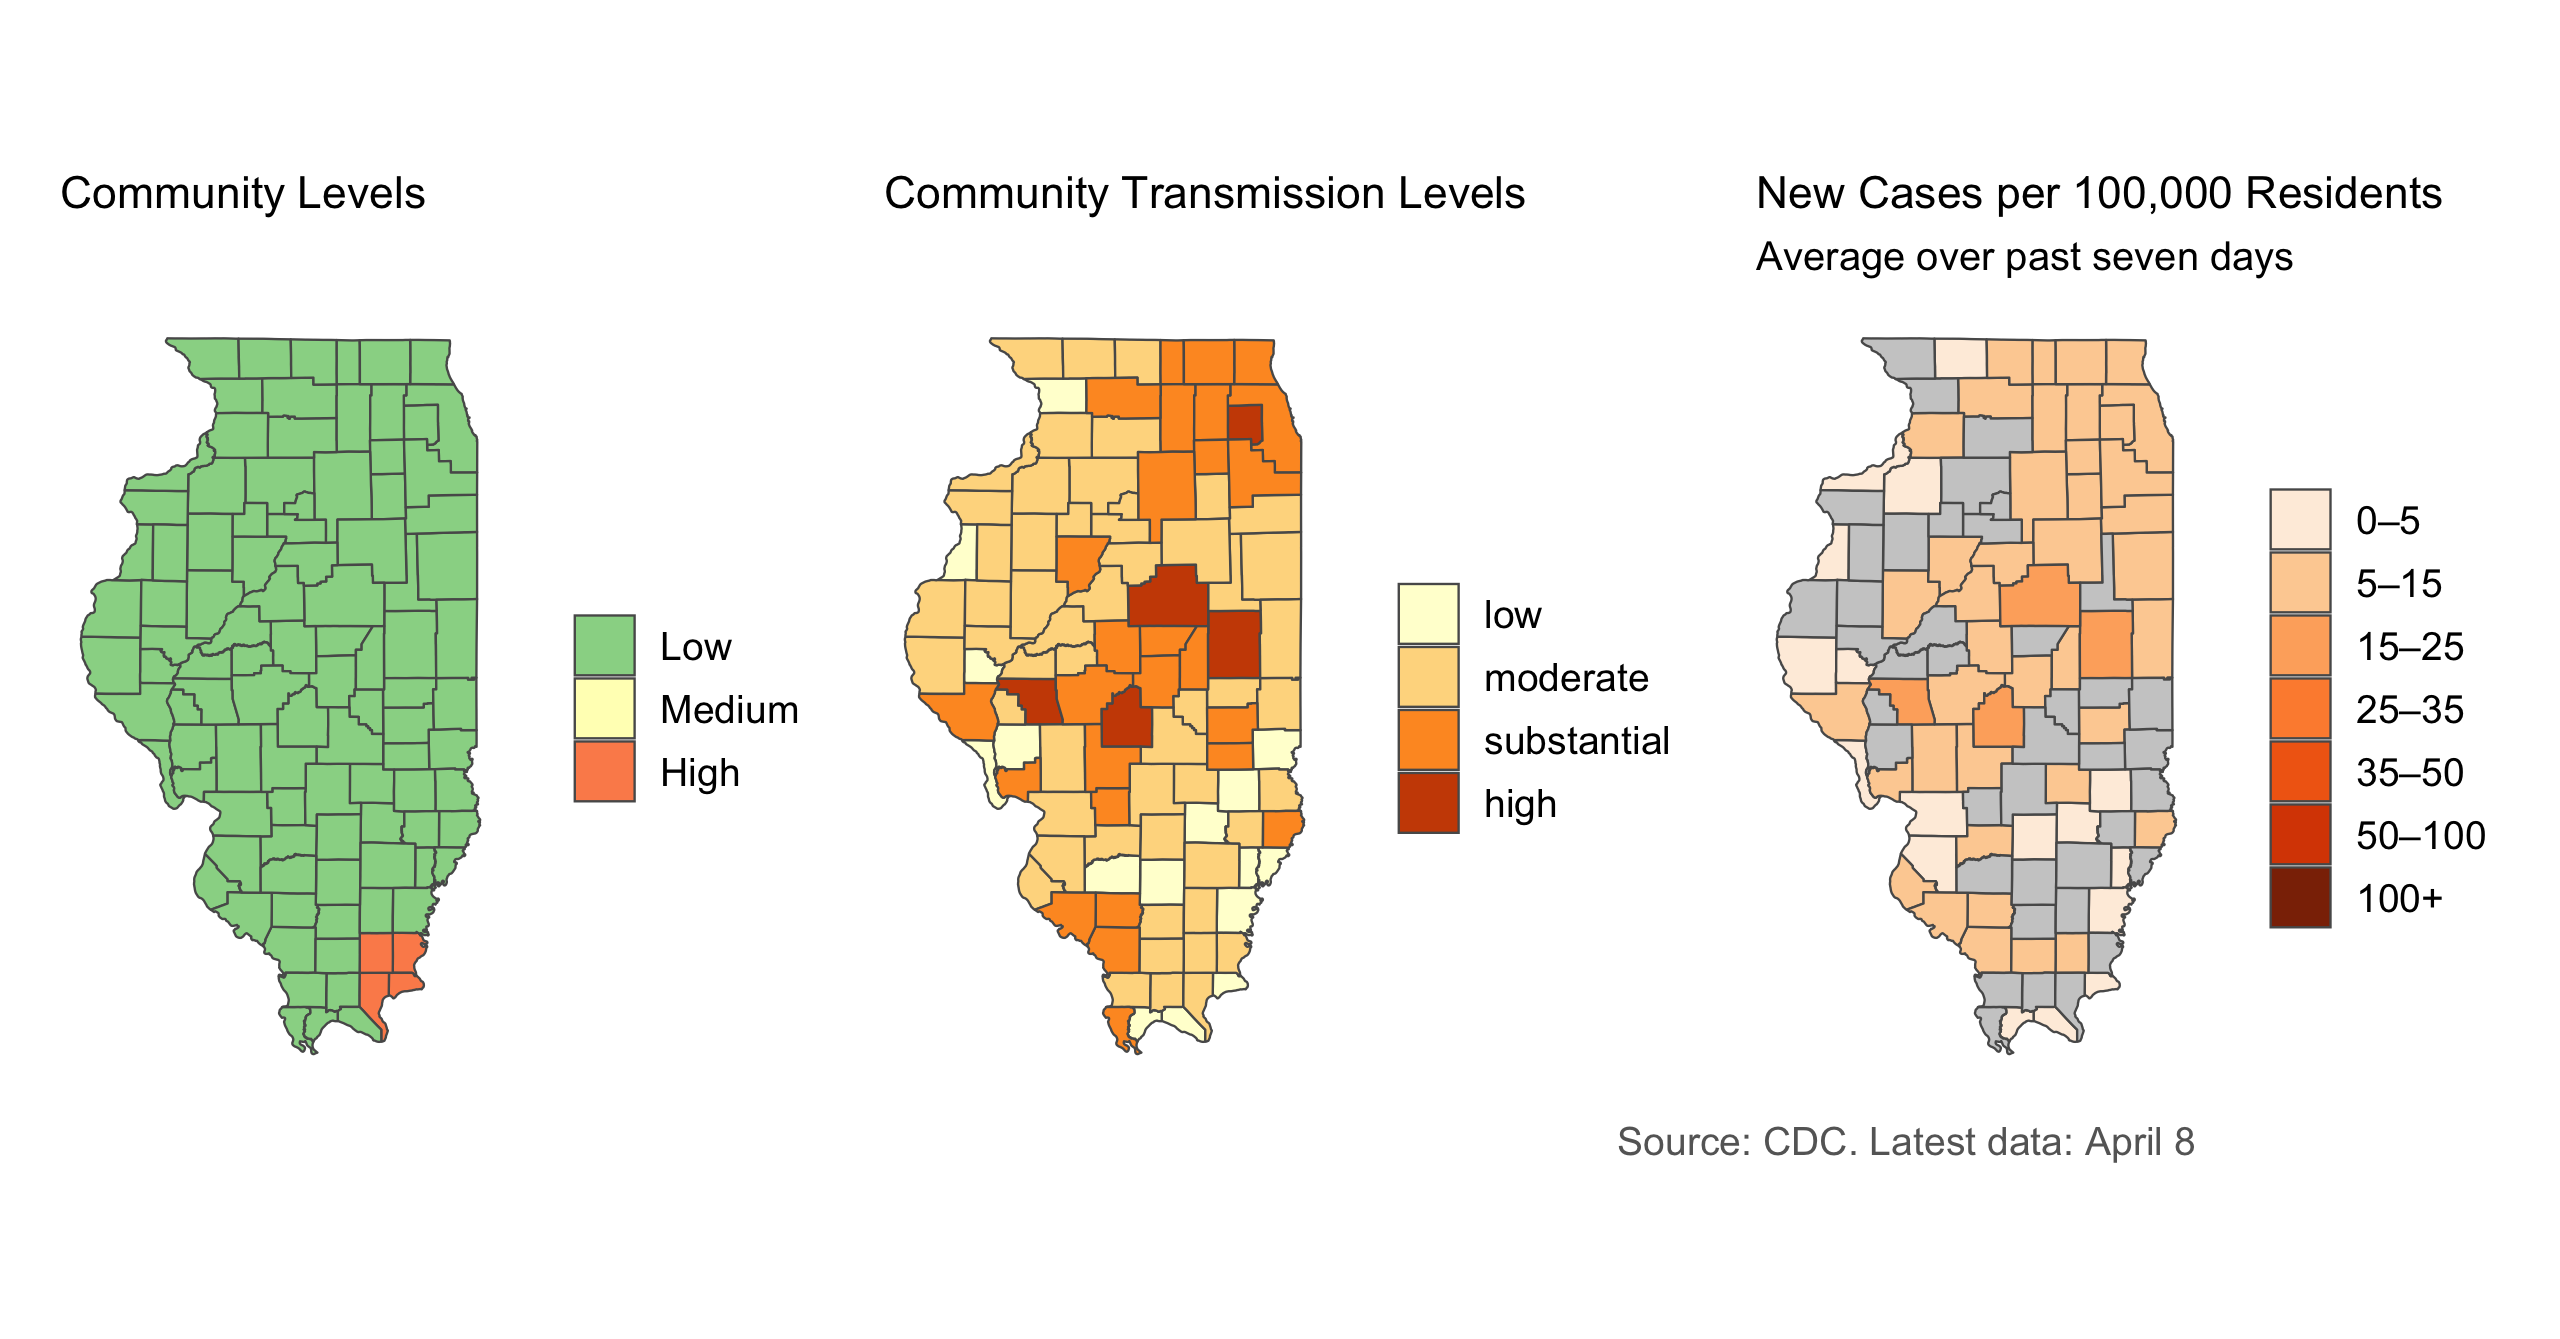 Community Levels
Low
Medium
High
Community Transmission Levels
low
moderate
substantial
high
New Cases per 100,000 Residents
Average over past seven days
0–5
5–15
15–25
25–35
35–50
50–100
100+
Source: CDC. Latest data: April 8